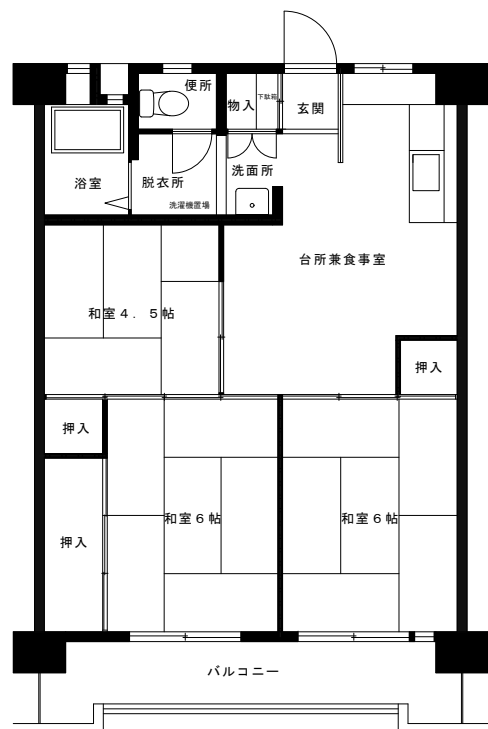 便所
物入
下駄箱
玄関
浴室
脱衣所
洗面所
洗濯機置場
台所兼食事室
和室４．５帖
押入
押入
和室６帖
和室６帖
押入
バルコニー